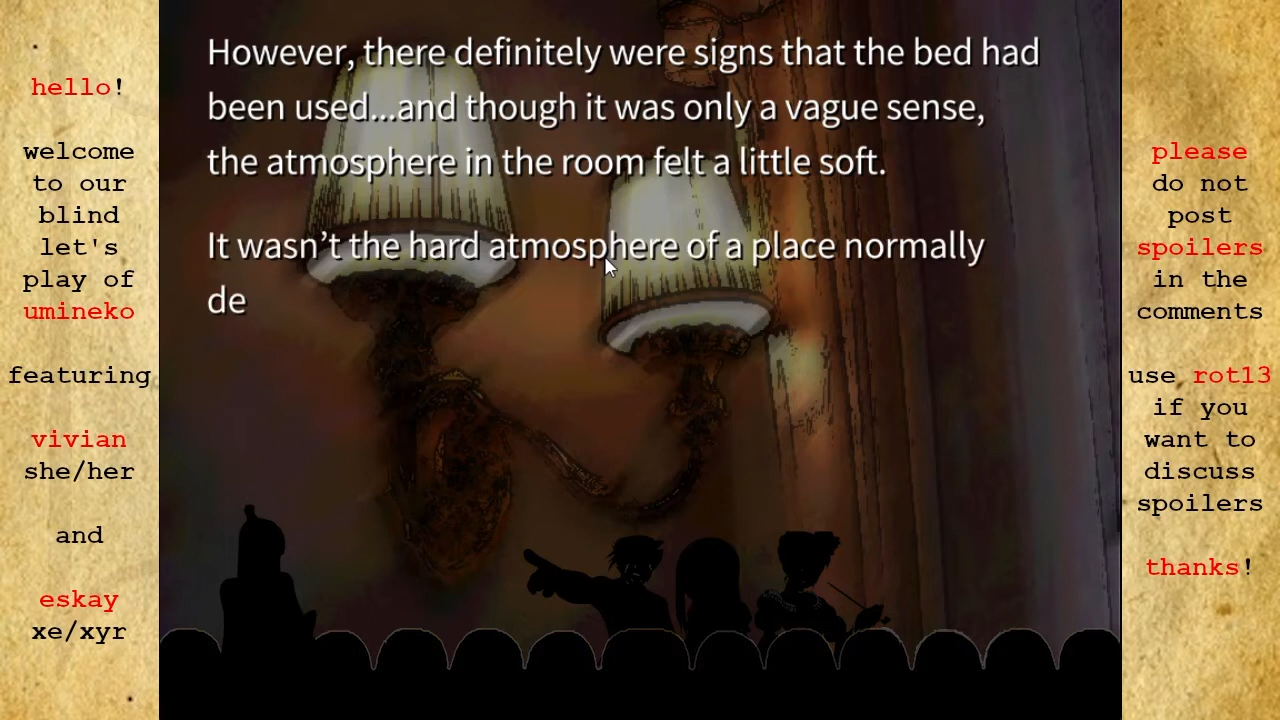 hello!
welcome
to our
blind
let's
play of
umineko
featuring
vivian
she/her
and
eskay
xe/xyr
However, there definitely were signs that the bed had
been used...and though it was only a vague sense,
the atmosphere in the room felt a little soft.
It wasn’t the hard atmosphere of a place normally
de
please
do not
post
spoilers
in the
comments
use rot13
if you
want to
discuss
spoilers
thanks!